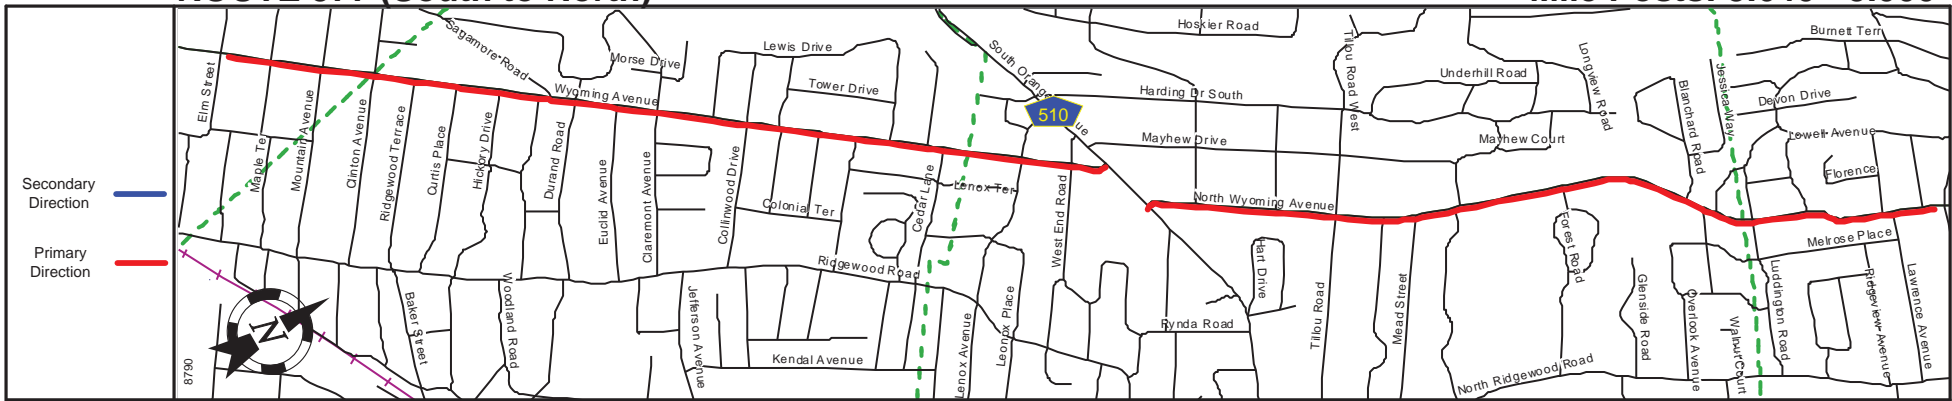 Secondary
Direction
Primary
Direction
8790
Elm Street
Maple Ter
Mountain Avenue
Clinton Avenue
Ridgewood Terrace
Curtis Place
Hickory Drive
Durand Road
Euclid Avenue
Claremont Avenue
Collinwood Drive
Sagamore Road
Morse Drive
Wyoming Avenue
Lewis Drive
Tower Drive
Colonial Ter
Cedar Lane
Lenox Ter
Ridgewood Road
West End Road
South Orange
510
Hoskier Road
Harding Dr South
Mayhew Drive
North Wyoming Avenue
Tillou Road West
Underhill Road
Mayhew Court
Longview Road
Blanchard Road
Jessica Way
Burnett Terr
Devon Drive
Lowell Avenue
Florence
Melrose Place
Baker Street
Woodland Road
Jefferson Avenue
Kendal Avenue
Lenox Avenue
Leonox Place
Rynda Road
Hart Drive
Tillou Road
Mead Street
North Ridgewood Road
Forest Road
Glenside Road
Overlook Avenue
Walnut Court
Luddington Road
Ridgeview Avenue
Lawrence Avenue
N